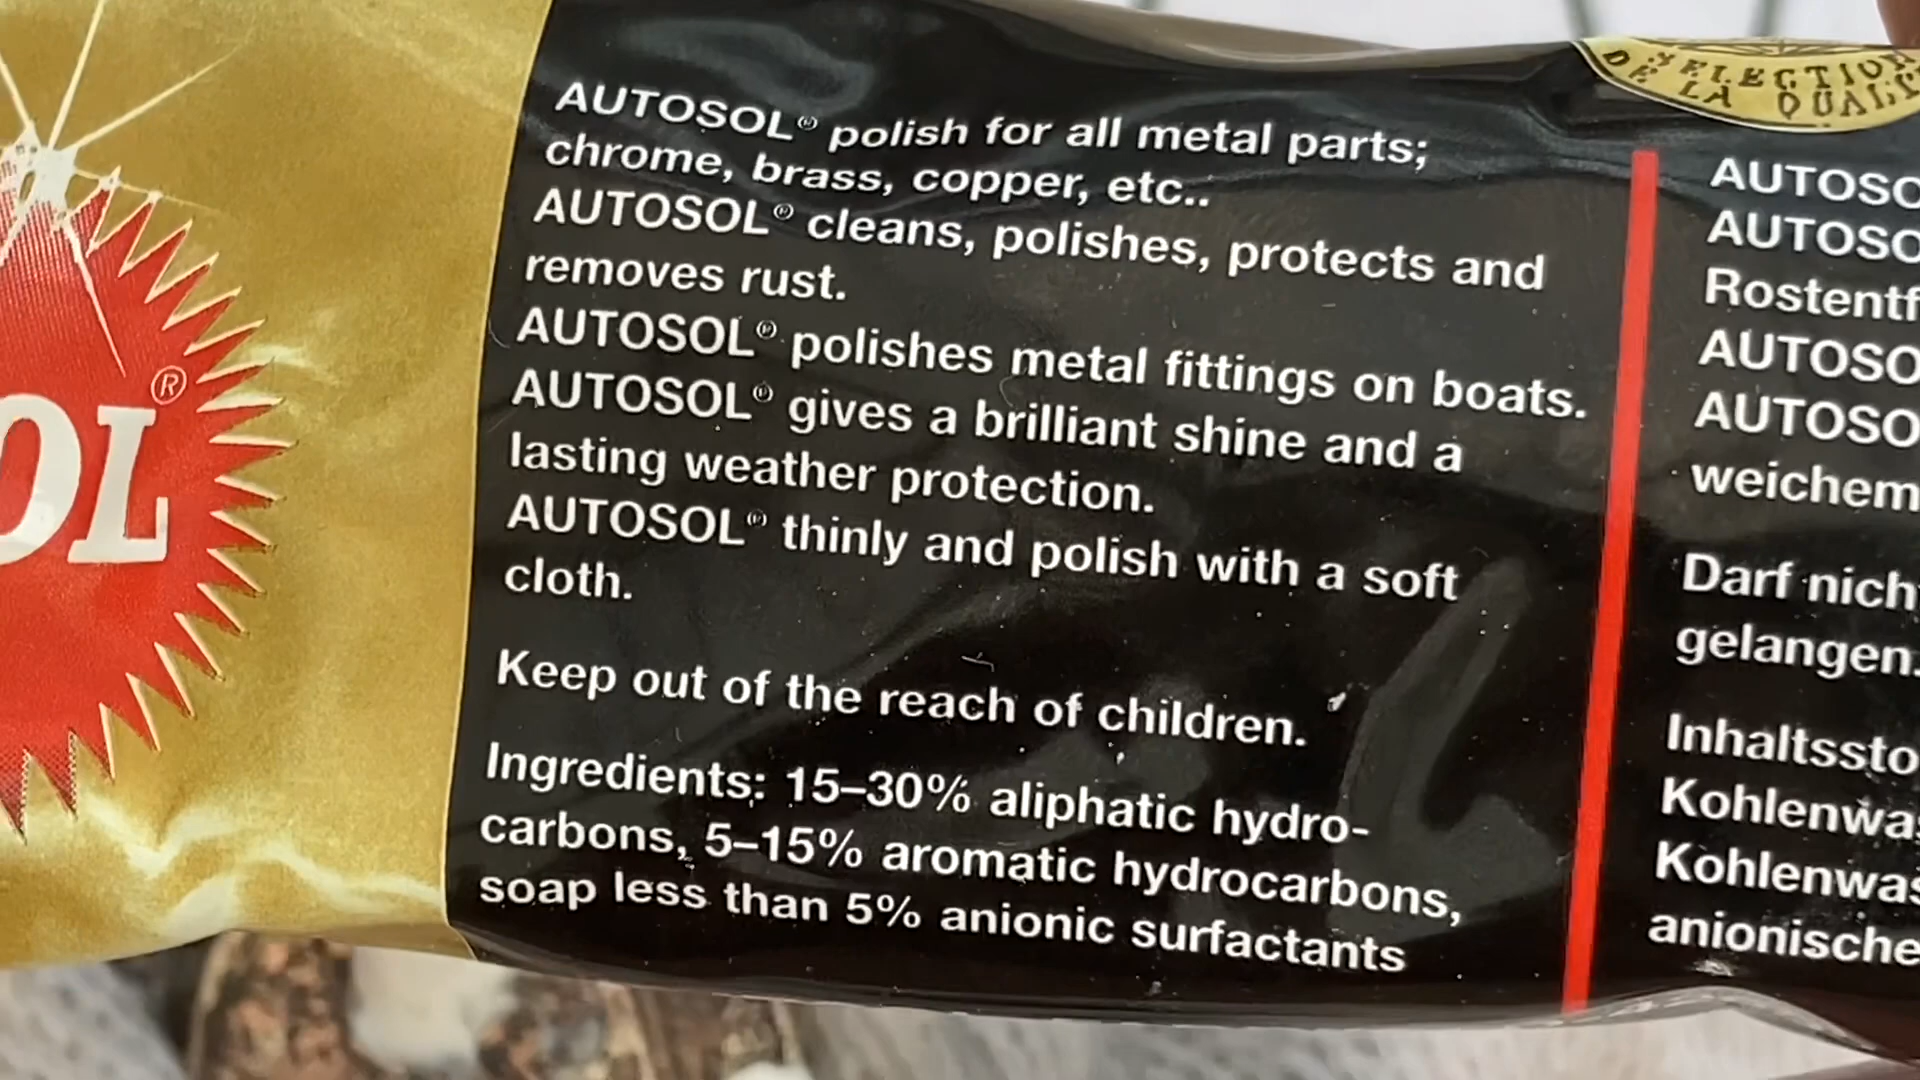 OL®
AUTOSOL® polish for all metal parts;
chrome, brass, copper, etc..
AUTOSOL® cleans, polishes, protects and
removes rust.
AUTOSOL® polishes metal fittings on boats.
AUTOSOL® gives a brilliant shine and a
lasting weather protection.
AUTOSOL® thinly and polish with a soft
cloth.
Keep out of the reach of children.
Ingredients: 15–30% aliphatic hydro-
carbons, 5–15% aromatic hydrocarbons,
soap less than 5% anionic surfactants
SELECTION
DE LA QUALI
AUTOSO
AUTOSO
Rostentf
AUTOSO
AUTOSO
weichem
Darf nich
gelangen.
Inhaltssto
Kohlenwas
Kohlenwas
anionische